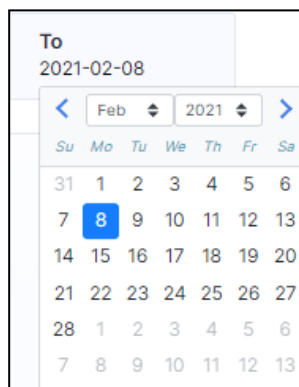 To
2021-02-08
Feb 2021
Su Mo Tu We Th Fr Sa
31 1 2 3 4 5 6
7 8 9 10 11 12 13
14 15 16 17 18 19 20
21 22 23 24 25 26 27
28 1 2 3 4 5 6
7 8 9 10 11 12 13